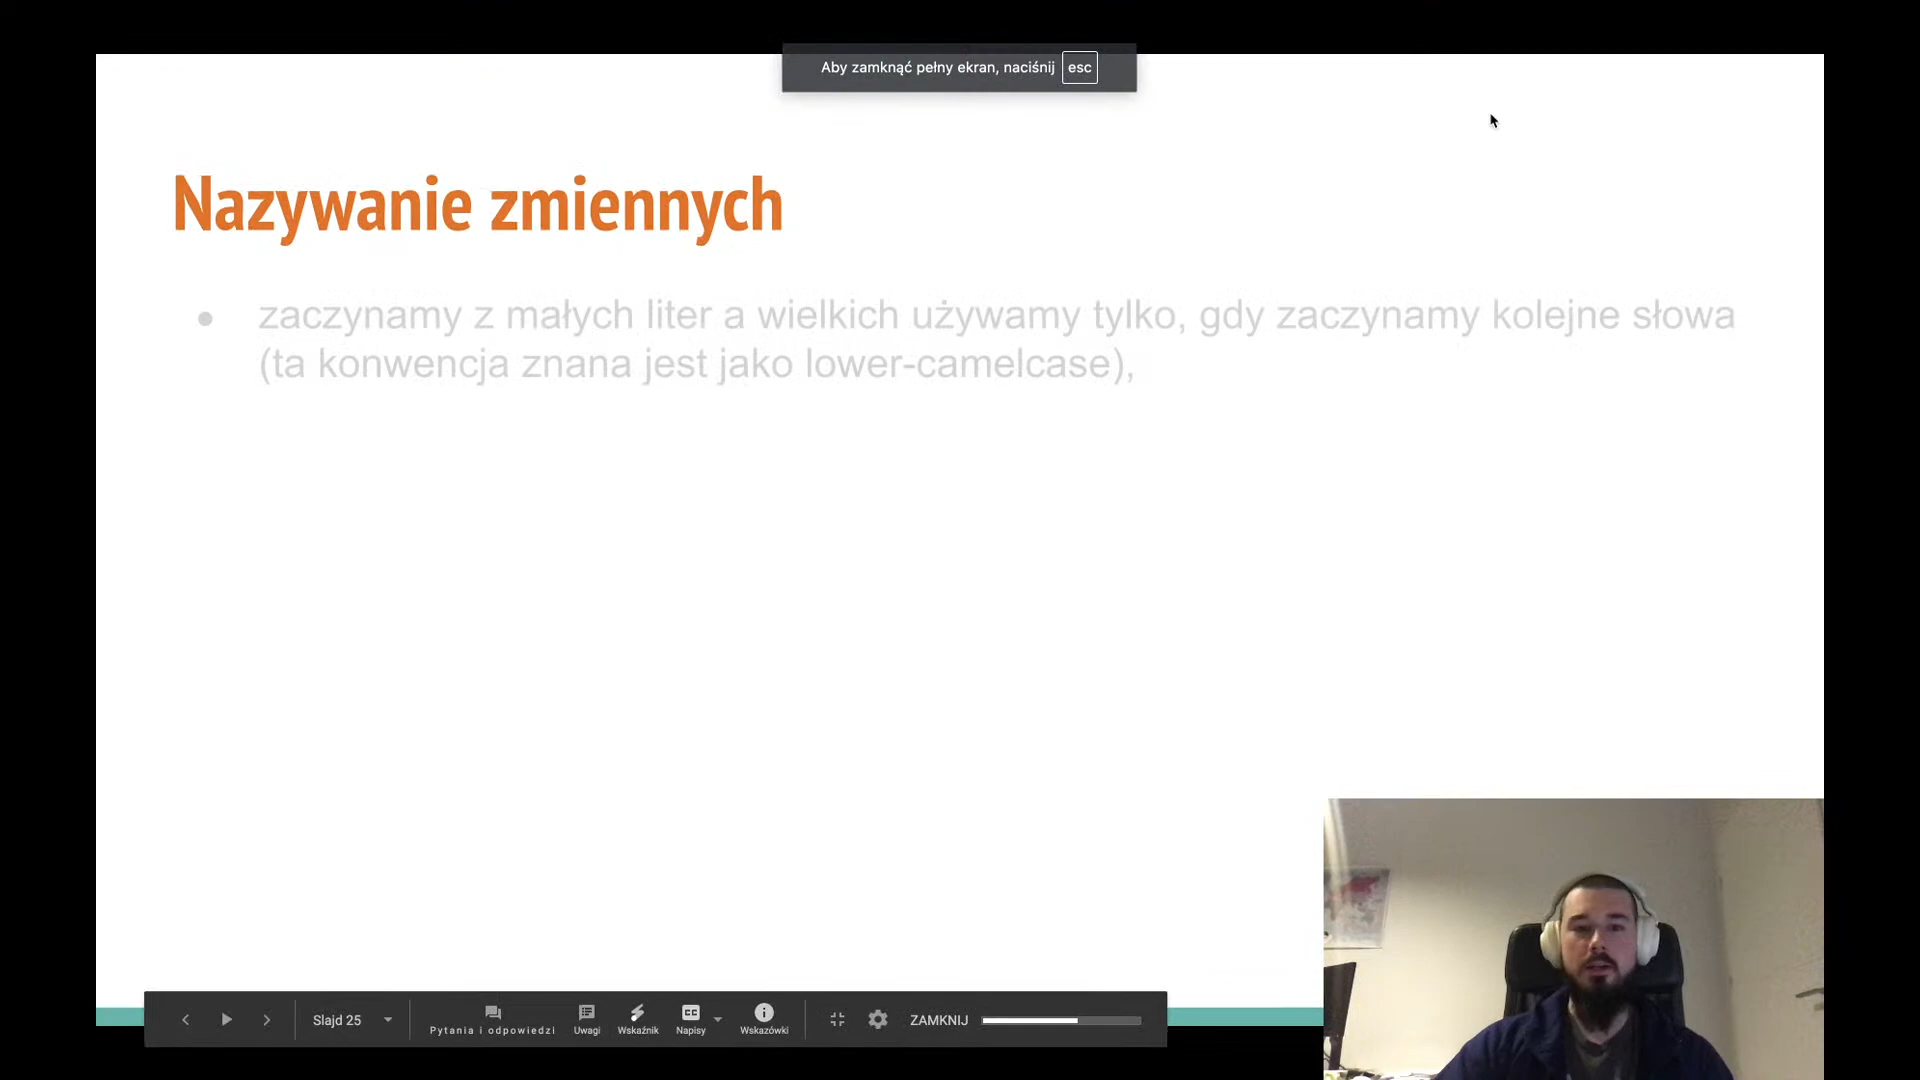 Aby zamknąć pełny ekran, naciśnij esc
Nazywanie zmiennych
● zaczynamy z małych liter a wielkich używamy tylko, gdy zaczynamy kolejne słowa
(ta konwencja znana jest jako lower-camelcase),
Slajd 25
Pytania i odpowiedzi
Uwagi
Wskaźnik
CC
Napisy
Wskazówki
ZAMKNIJ